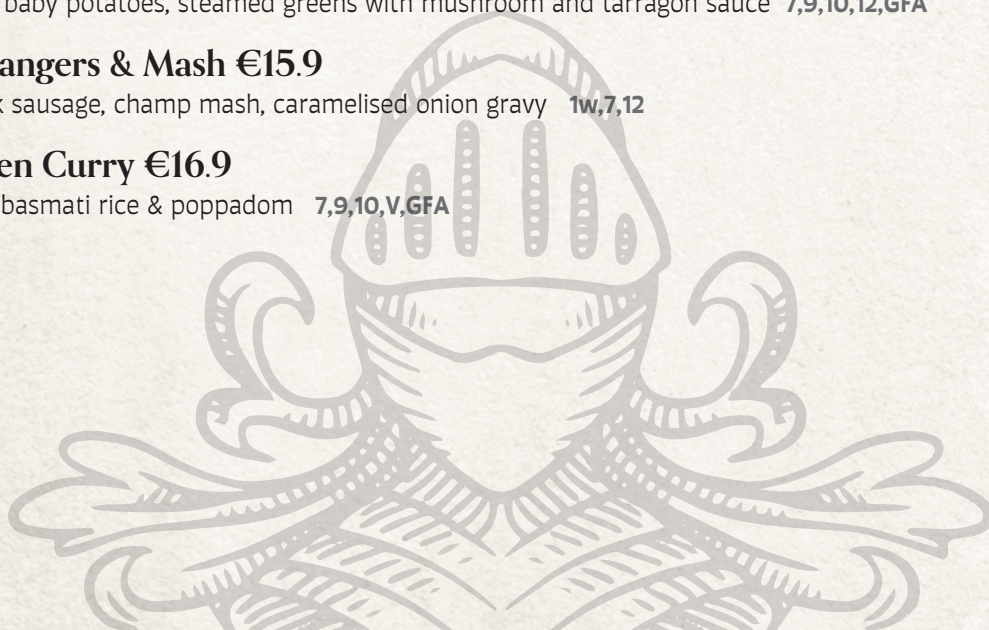 baby potatoes, steamed greens with mushroom and tarragon sauce 7,9,10,12,GFA
angers & Mash €15.9
k sausage, champ mash, caramelised onion gravy 1w,7,12
en Curry €16.9
basmati rice & poppadom 7,9,10,V,GFA